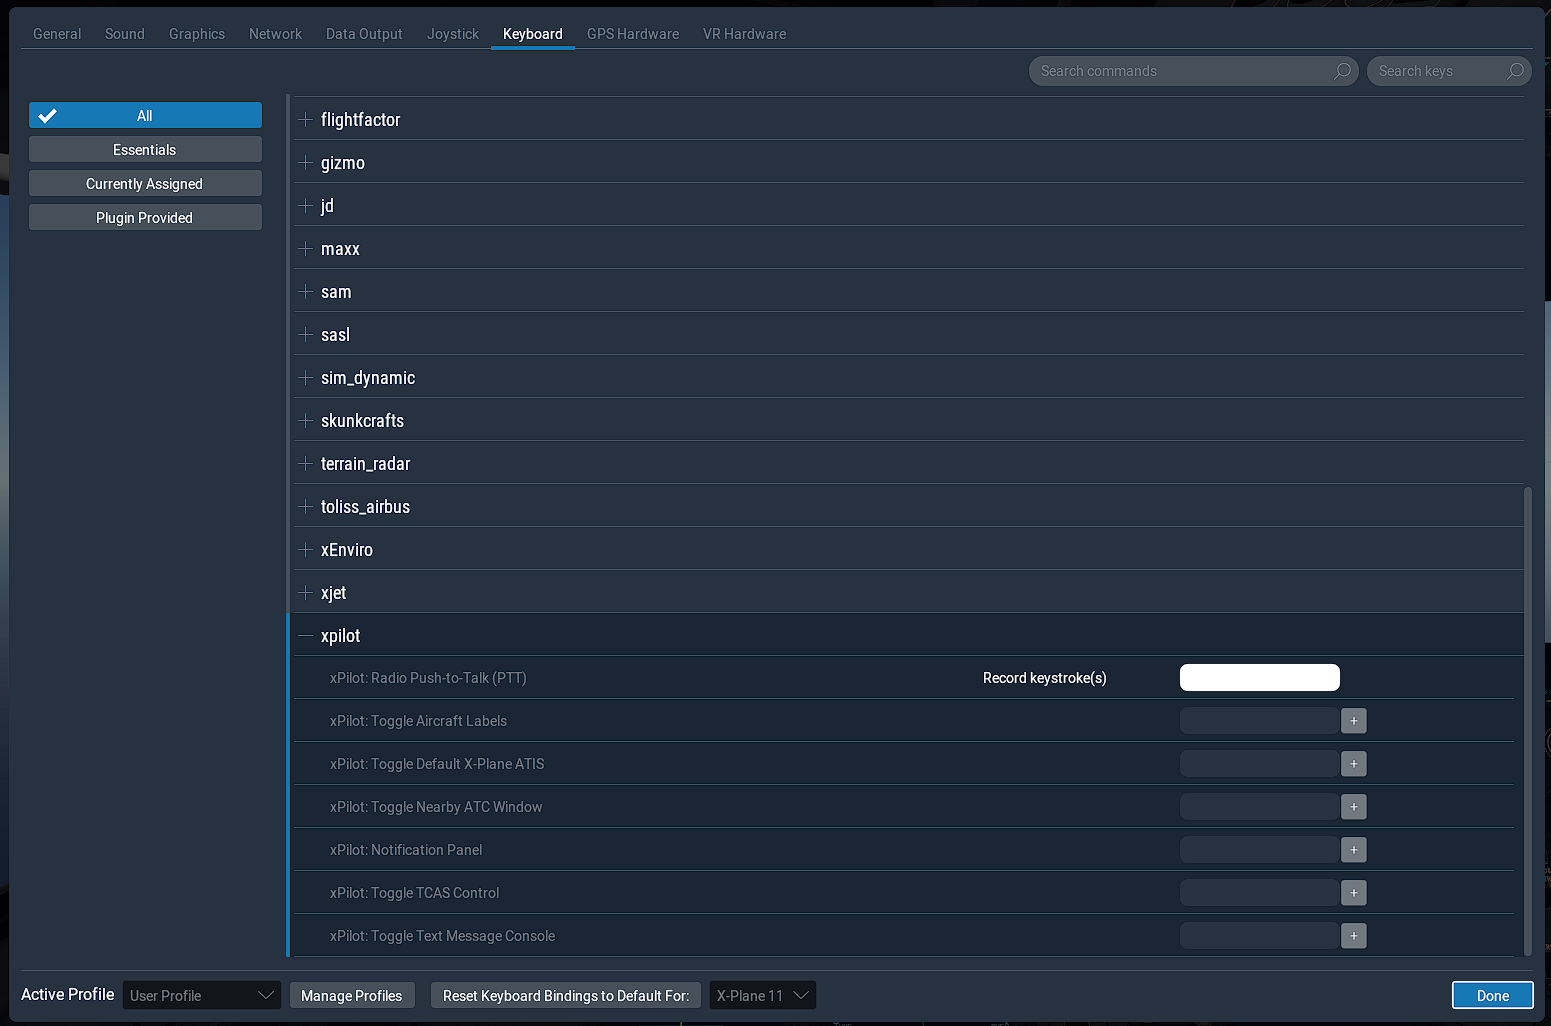 General Sound Graphics Network Data Output Joystick Keyboard GPS Hardware VR Hardware
Search commands Search keys
All
Essentials
Currently Assigned
Plugin Provided
flightfactor
gizmo
jd
maxx
sam
sasl
sim_dynamic
skunkcrafts
terrain_radar
toliss_airbus
xEnviro
xjet
xpilot
xPilot: Radio Push-to-Talk (PTT) Record keystroke(s)
xPilot: Toggle Aircraft Labels +
xPilot: Toggle Default X-Plane ATIS +
xPilot: Toggle Nearby ATC Window +
xPilot: Notification Panel +
xPilot: Toggle TCAS Control +
xPilot: Toggle Text Message Console +
Active Profile User Profile Manage Profiles Reset Keyboard Bindings to Default For: X-Plane 11 Done